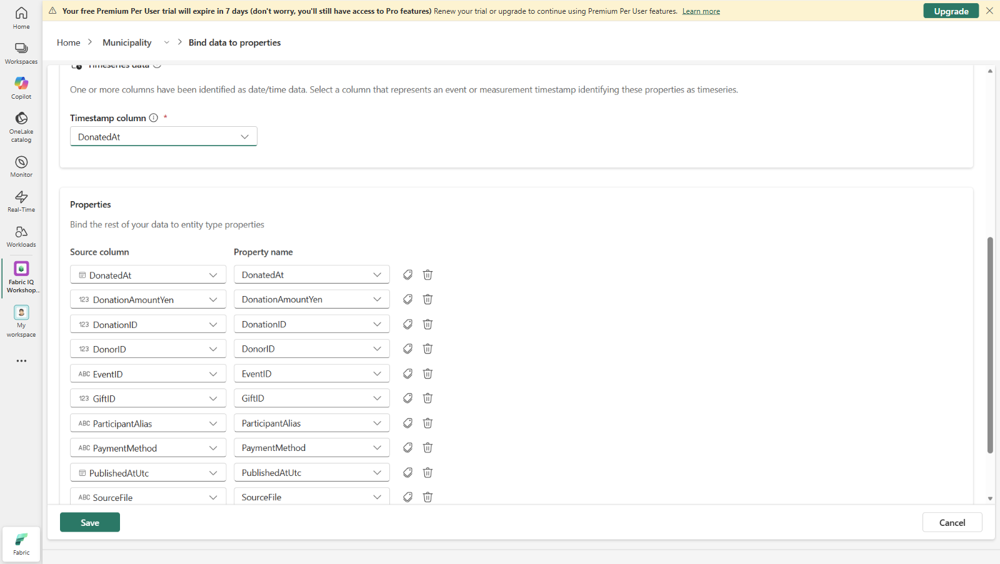 Your free Premium Per User trial will expire in 7 days (don't worry, you'll still have access to Pro features) Renew your trial or upgrade to continue using Premium Per User features. Learn more
Upgrade
Home
Workspaces
Copilot
OneLake
catalog
Monitor
Real-Time
Workloads
Fabric IQ
Workshop...
My
workspace
Fabric
Home > Municipality > Bind data to properties
Timeseries data
One or more columns have been identified as date/time data. Select a column that represents an event or measurement timestamp identifying these properties as timeseries.
Timestamp column *
DonatedAt
Properties
Bind the rest of your data to entity type properties
Source column Property name
DonatedAt DonatedAt
123 DonationAmountYen DonationAmountYen
123 DonationID DonationID
123 DonorID DonorID
ABC EventID EventID
123 GiftID GiftID
ABC ParticipantAlias ParticipantAlias
ABC PaymentMethod PaymentMethod
PublishedAtUtc PublishedAtUtc
ABC SourceFile SourceFile
Save Cancel